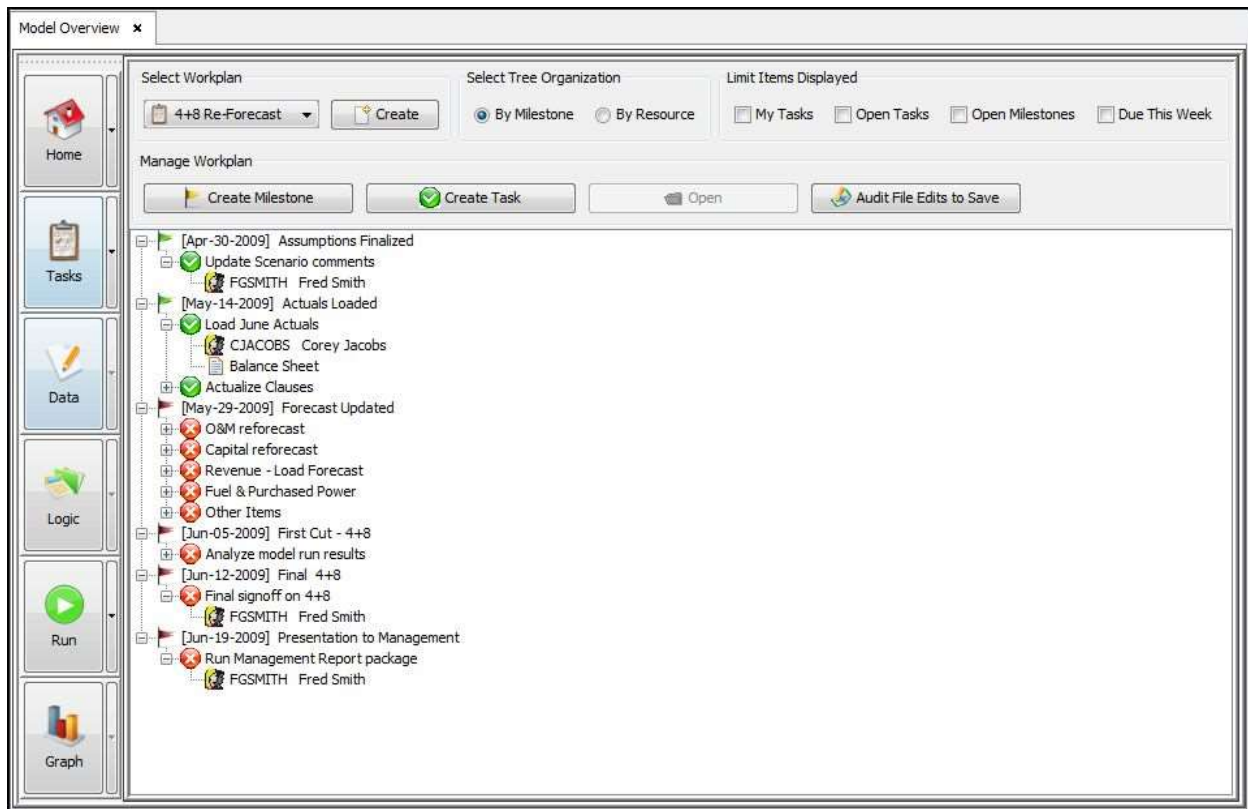 Model Overview
Home
Tasks
Data
Logic
Run
Graph
Select Workplan
4+8 Re-Forecast
Create
Select Tree Organization
By Milestone
By Resource
Limit Items Displayed
My Tasks
Open Tasks
Open Milestones
Due This Week
Manage Workplan
Create Milestone
Create Task
Open
Audit File Edits to Save
[Apr-30-2009] Assumptions Finalized
Update Scenario comments
FGSMITH Fred Smith
[May-14-2009] Actuals Loaded
Load June Actuals
CJACOBS Corey Jacobs
Balance Sheet
Actualize Clauses
[May-29-2009] Forecast Updated
O&M reforecast
Capital reforecast
Revenue - Load Forecast
Fuel & Purchased Power
Other Items
[Jun-05-2009] First Cut - 4+8
Analyze model run results
[Jun-12-2009] Final 4+8
Final signoff on 4+8
FGSMITH Fred Smith
[Jun-19-2009] Presentation to Management
Run Management Report package
FGSMITH Fred Smith